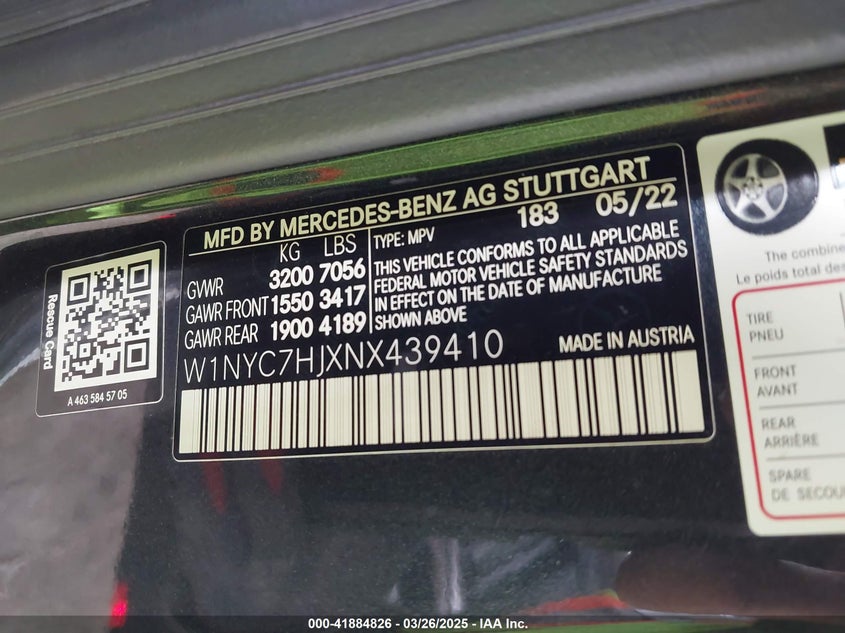 MFD BY MERCEDES-BENZ AG STUTTGART
KG LBS
GVWR 3200 7056
GAWR FRONT 1550 3417
GAWR REAR 1900 4189
TYPE: MPV 183 05/22
THIS VEHICLE CONFORMS TO ALL APPLICABLE
FEDERAL MOTOR VEHICLE SAFETY STANDARDS
IN EFFECT ON THE DATE OF MANUFACTURE
SHOWN ABOVE
W1NYC7HJXNX439410
MADE IN AUSTRIA
Rescue Card
A 463 584 57 05
The combine
Le poids total des
TIRE
PNEU
FRONT
AVANT
REAR
ARRIÈRE
SPARE
DE SECOU
000-41884826 / 03/26/2025 - IAA Inc.